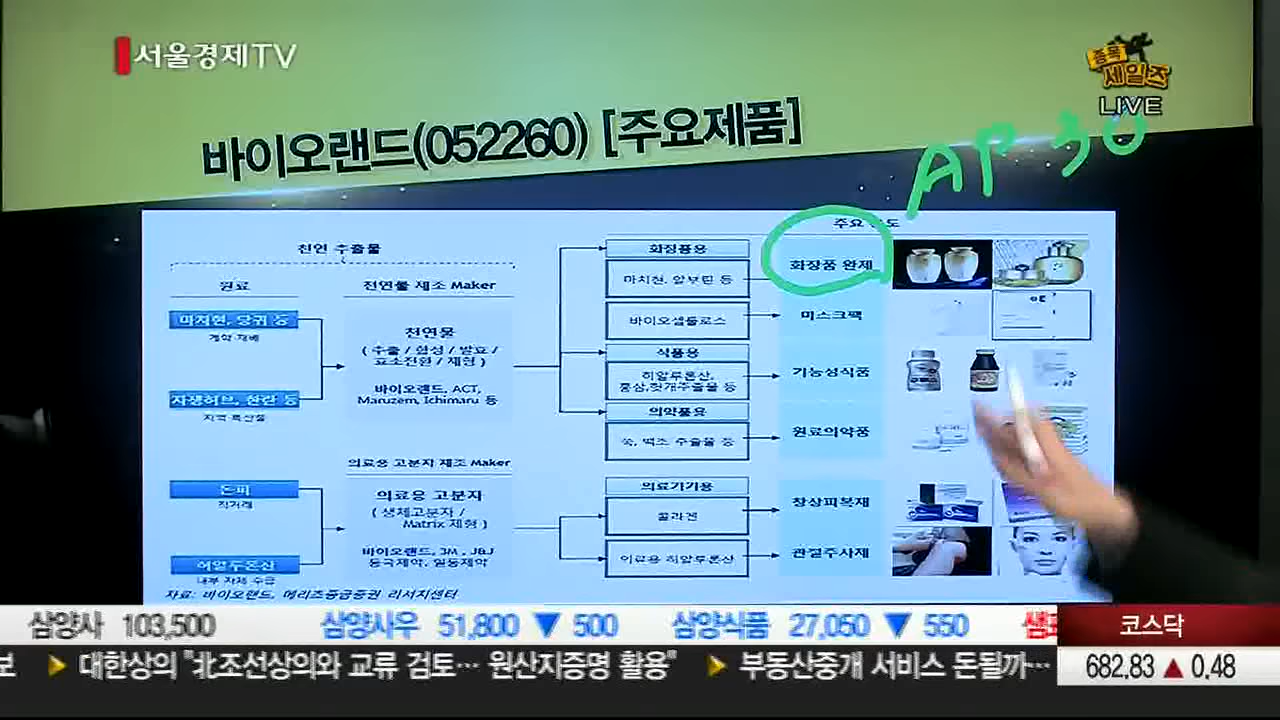 서울경제TV
종목
세일즈
LIVE
바이오랜드(052260) [주요제품]
AP 30
천연 추출물
원료
천연물 제조 Maker
마치현, 당귀 등
계약 재배
자생허브, 한란 등
지역 특산물
천연물
( 추출 / 합성 / 발효 /
효소전환 / 제형 )
바이오랜드, ACT,
Maruzem, Ichimaru 등
의료용 고분자 제조 Maker
돈피
직거래
히알루론산
내부 자체 수급
의료용 고분자
( 생체고분자 /
Matrix 제형 )
바이오랜드, 3M , J&J
동국제약, 일동제약
화장품용
마치현, 알부틴 등
바이오셀룰로스
식품용
히알루론산,
홍삼,헛개추출물 등
의약품용
쑥, 백조 추출물 등
의료기기용
콜라겐
의료용 히알루론산
주요 도
화장품 완제
마스크팩
기능성식품
원료의약품
창상피복재
관절주사제
자료: 바이오랜드, 메리츠종금증권 리서치센터
삼양사 103,500 삼양사우 51,800 ▼ 500 삼양식품 27,050 ▼ 550
코스닥
682.83 ▲ 0.48
보 ▶ 대한상의 "北조선상의와 교류 검토… 원산지증명 활용" ▶ 부동산중개 서비스 돈될까…